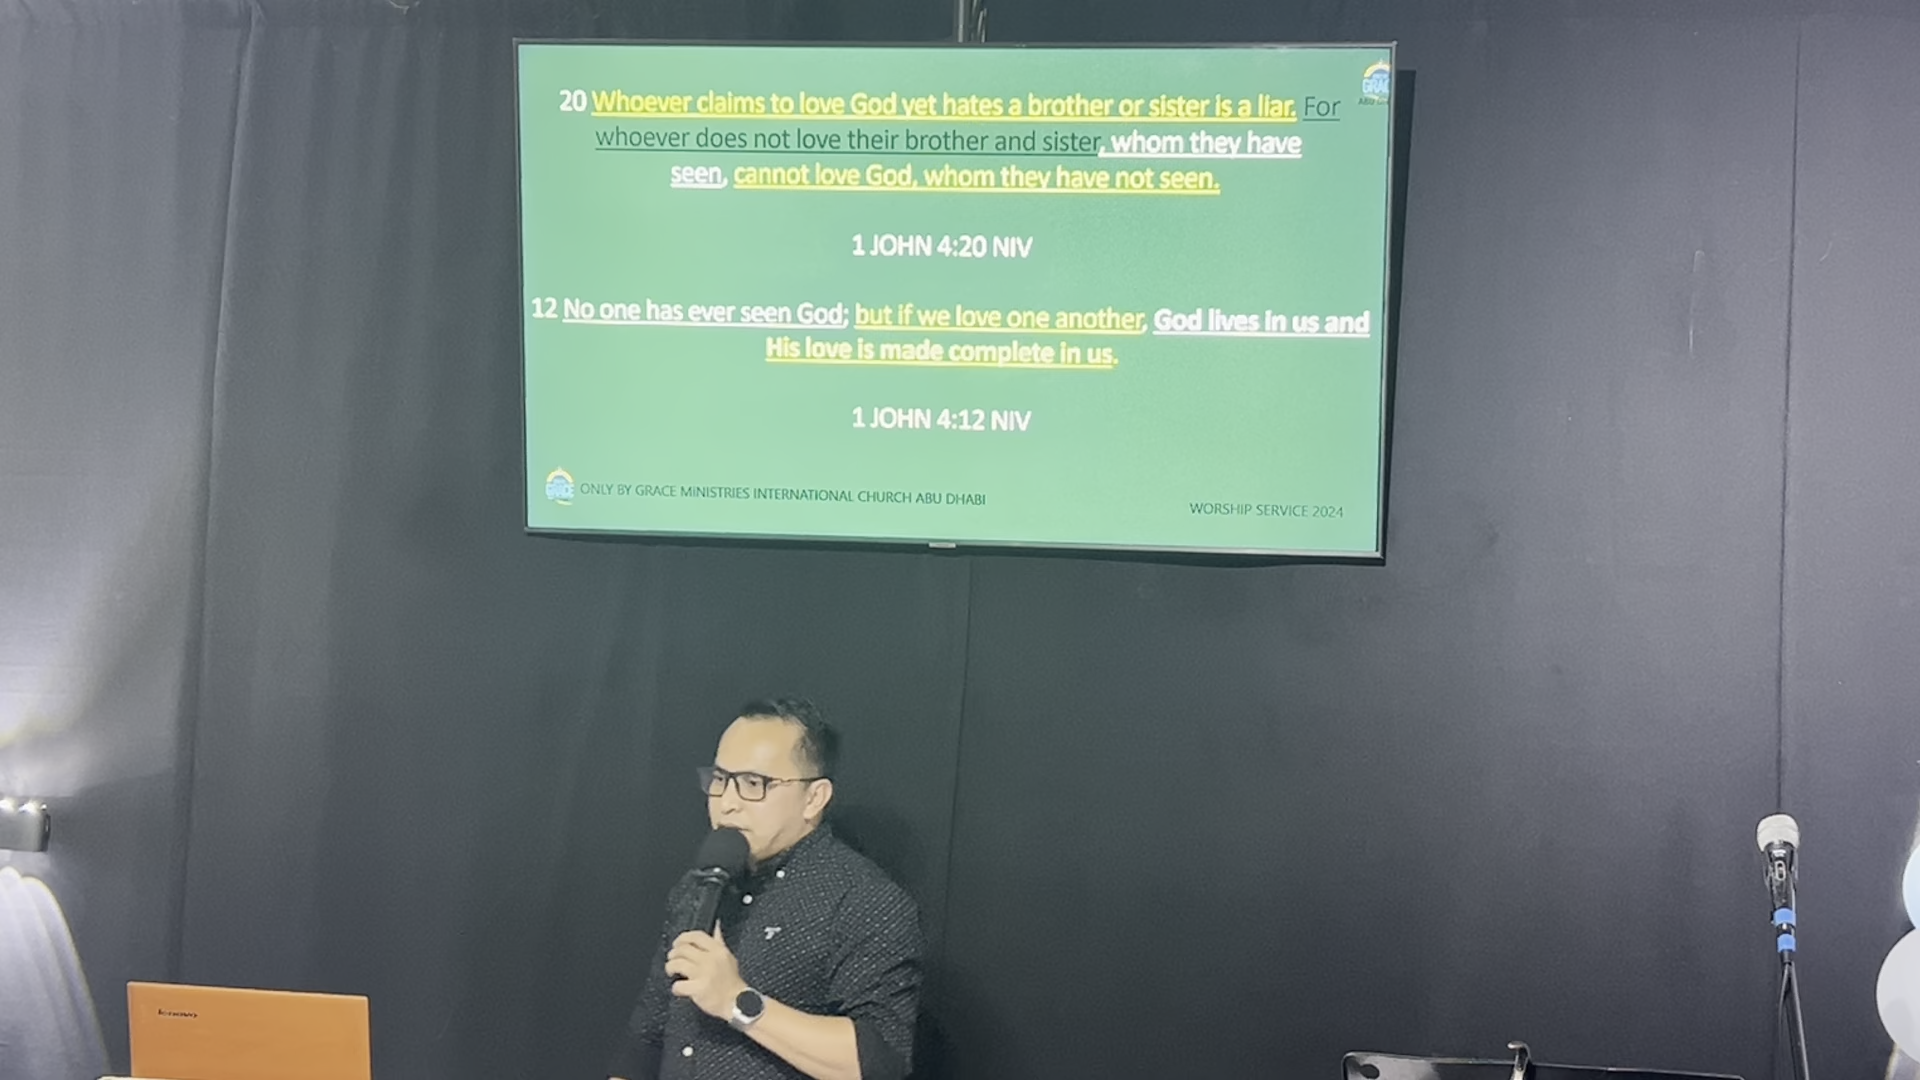 20 Whoever claims to love God yet hates a brother or sister is a liar. For
whoever does not love their brother and sister, whom they have
seen, cannot love God, whom they have not seen.
1 JOHN 4:20 NIV
12 No one has ever seen God; but if we love one another, God lives in us and
His love is made complete in us.
1 JOHN 4:12 NIV
GRACE
ONLY BY GRACE MINISTRIES INTERNATIONAL CHURCH ABU DHABI
WORSHIP SERVICE 2024
lenovo